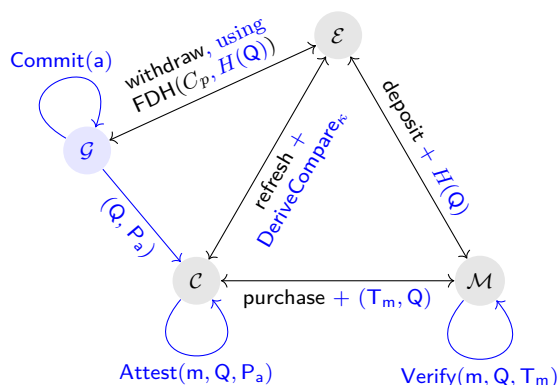 ℰ
withdraw, using
FDH(C_p, H(Q))
Commit(a)
𝒢
refresh +
DeriveCompare_κ
deposit + H(Q)
(Q, P_a)
𝒞
purchase + (T_m, Q)
ℳ
Attest(m, Q, P_a)
Verify(m, Q, T_m)